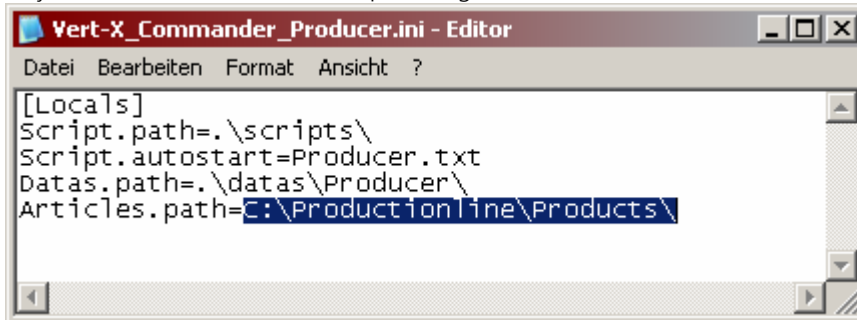 Vert-X_Commander_Producer.ini - Editor
Datei Bearbeiten Format Ansicht ?
[Locals]
Script.path=.\scripts\
Script.autostart=Producer.txt
Datas.path=.\datas\Producer\
Articles.path=C:\Productionline\Products\